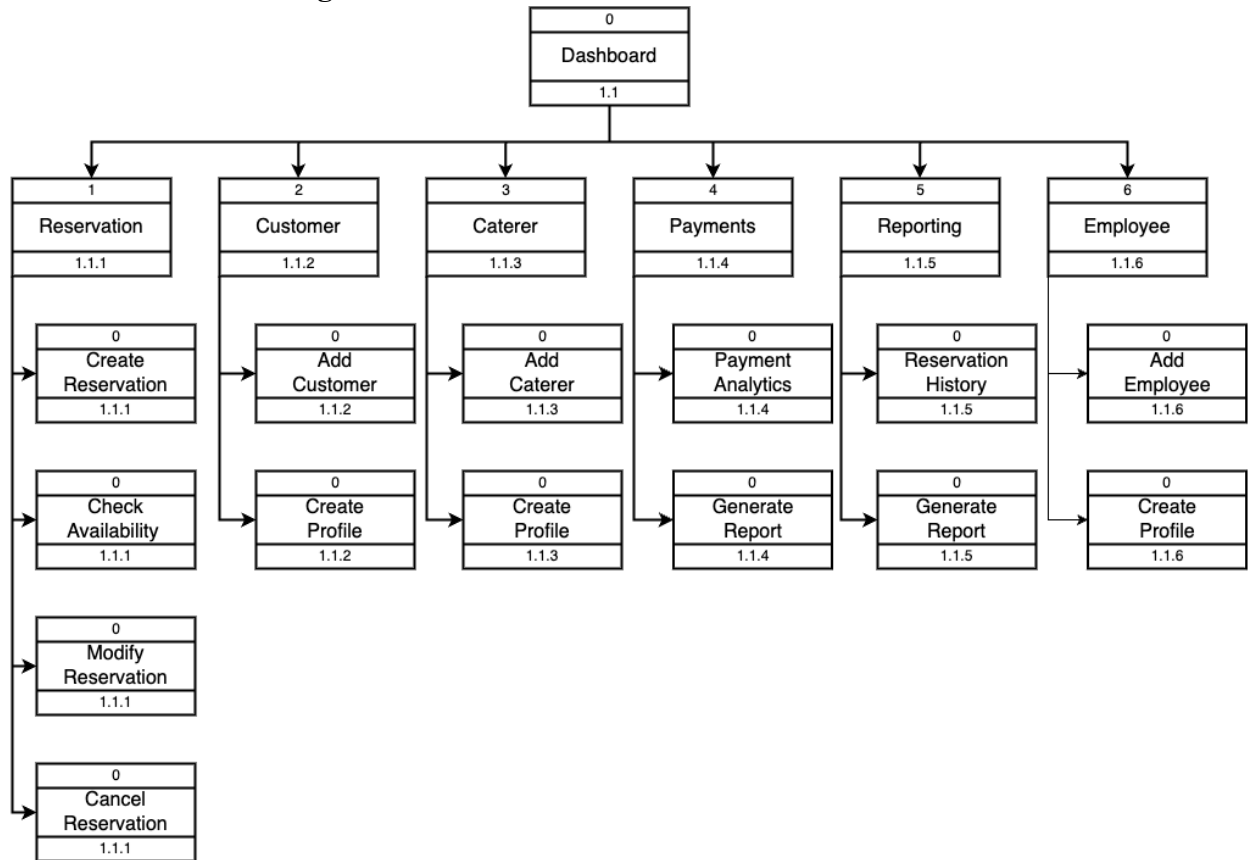 0
Dashboard
1.1
1
Reservation
1.1.1
2
Customer
1.1.2
3
Caterer
1.1.3
4
Payments
1.1.4
5
Reporting
1.1.5
6
Employee
1.1.6
0
Create
Reservation
1.1.1
0
Add
Customer
1.1.2
0
Add
Caterer
1.1.3
0
Payment
Analytics
1.1.4
0
Reservation
History
1.1.5
0
Add
Employee
1.1.6
0
Check
Availability
1.1.1
0
Create
Profile
1.1.2
0
Create
Profile
1.1.3
0
Generate
Report
1.1.4
0
Generate
Report
1.1.5
0
Create
Profile
1.1.6
0
Modify
Reservation
1.1.1
0
Cancel
Reservation
1.1.1